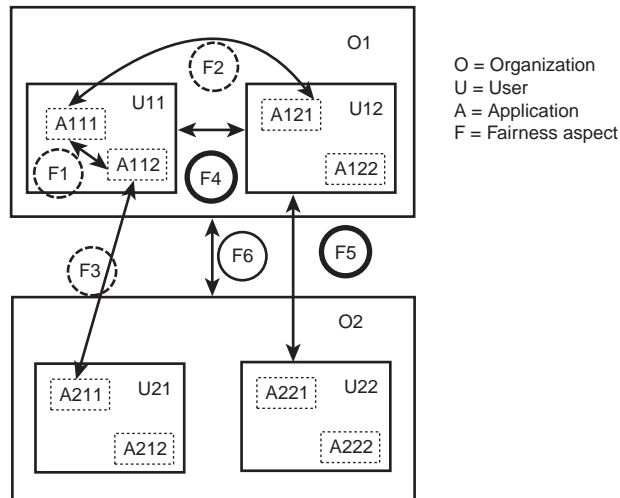 O1
F2
U11
A111
A112
F1
F4
U12
A121
A122
F3
F6
F5
O2
U21
A211
A212
U22
A221
A222
O = Organization
U = User
A = Application
F = Fairness aspect